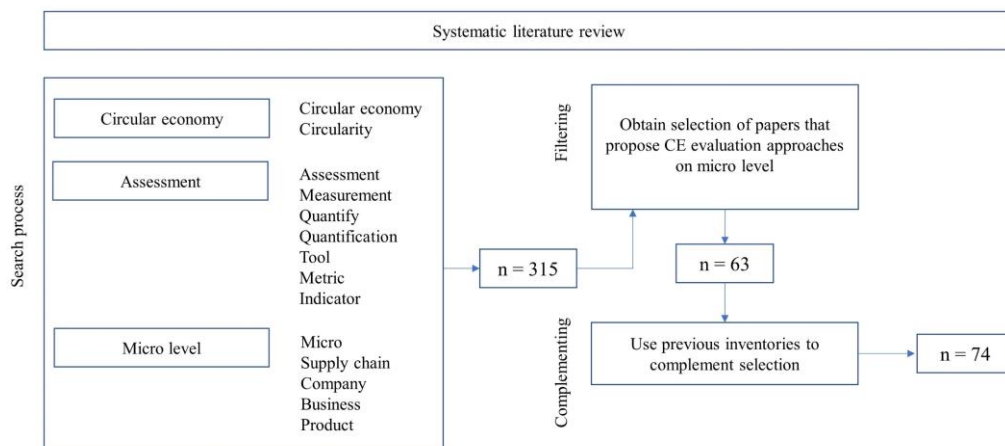 Systematic literature review
Search process
Circular economy
Circular economy
Circularity
Assessment
Assessment
Measurement
Quantify
Quantification
Tool
Metric
Indicator
Micro level
Micro
Supply chain
Company
Business
Product
n = 315
Filtering
Obtain selection of papers that
propose CE evaluation approaches
on micro level
n = 63
Complementing
Use previous inventories to
complement selection
n = 74